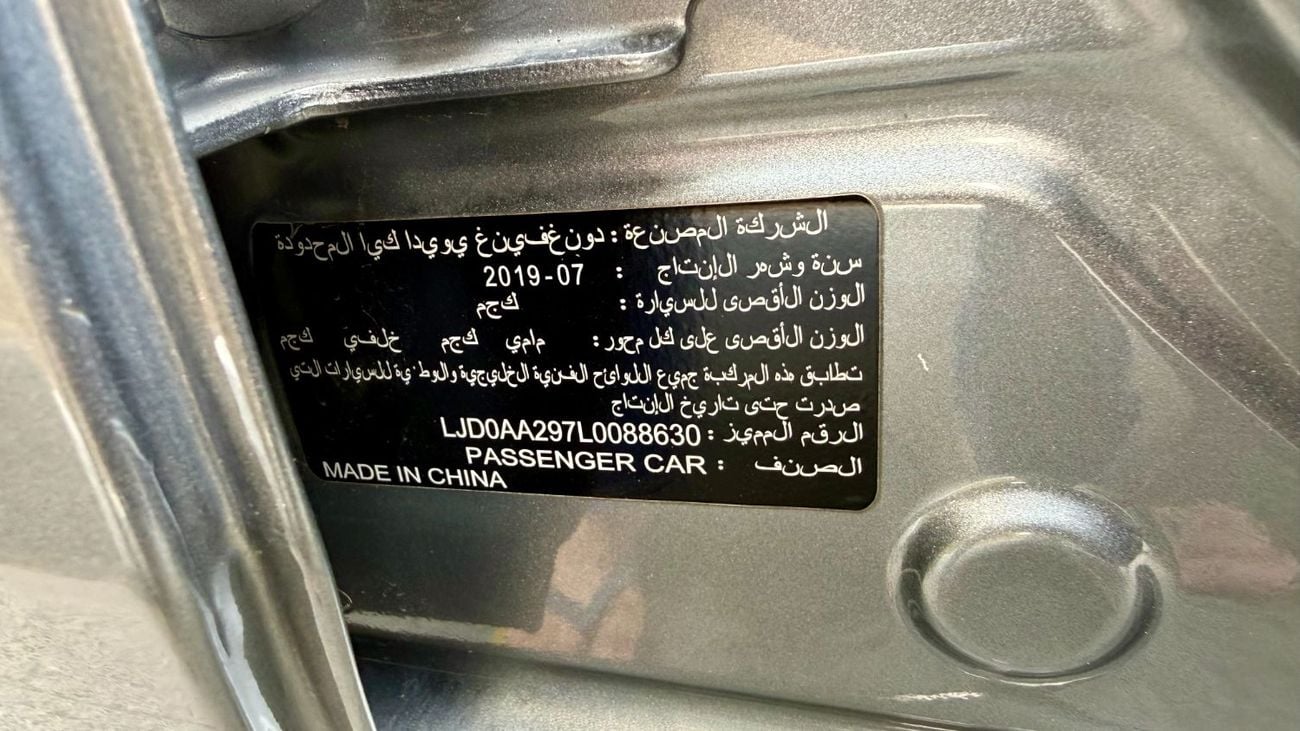 الشركة المصنعة : دونغفينغ يويدا كيا المحدودة
سنة وشهر الإنتاج : 2019-07
الوزن الأقصى للسيارة : كجم
الوزن الأقصى على كل محور : مامي كجم خلفي كجم
تطابق هذه المركبة جميع اللوائح الفنية الخليجية والوطنية للسيارات التي
صدرت حتى تاريخ الإنتاج
الرقم المميز : LJD0AA297L0088630
الصنف : PASSENGER CAR
MADE IN CHINA